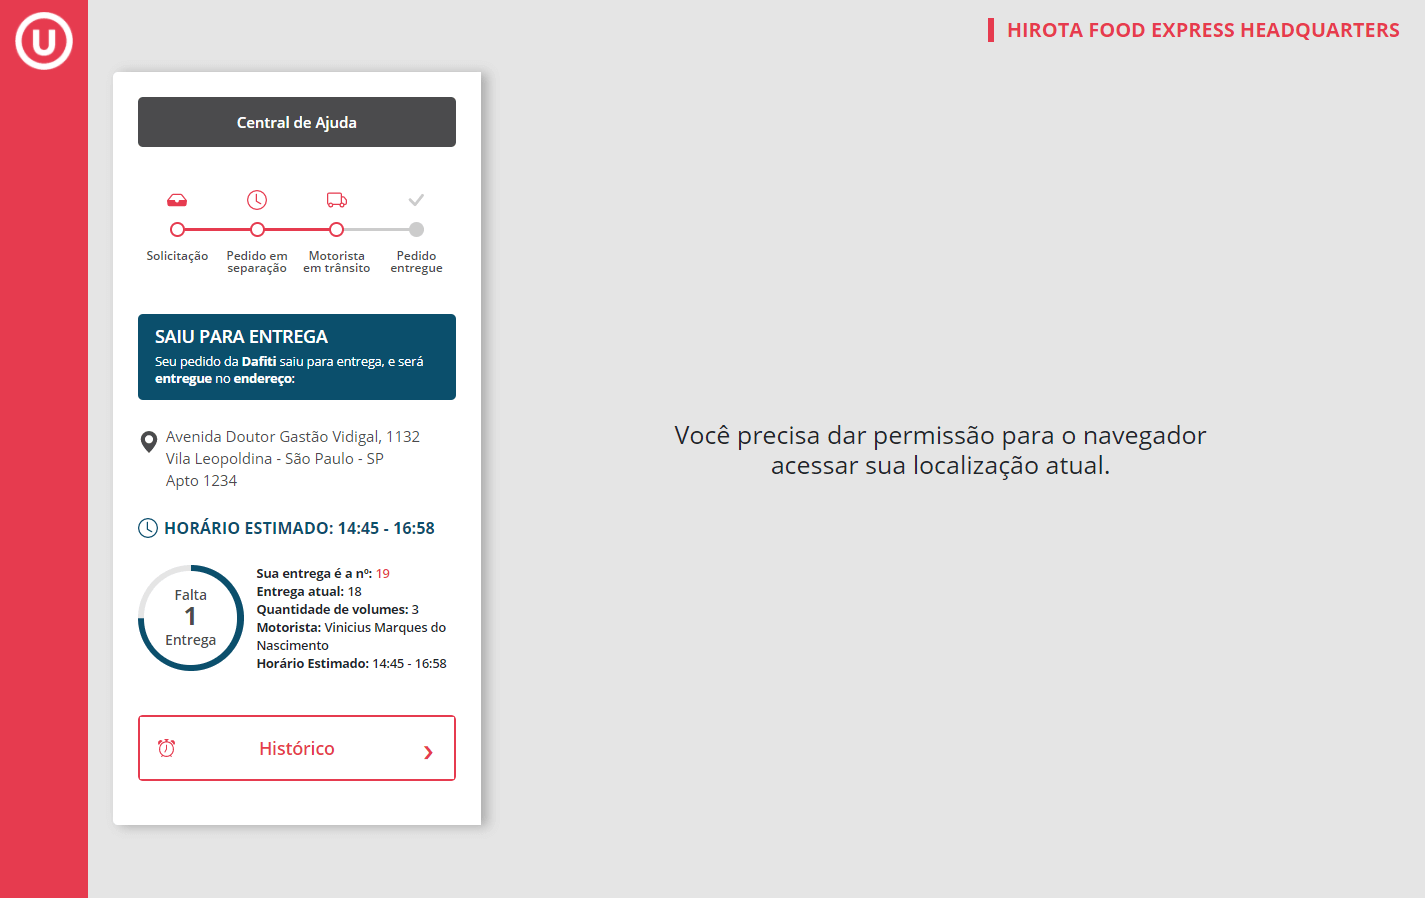 U
HIROTA FOOD EXPRESS HEADQUARTERS
Central de Ajuda
Solicitação
Pedido em
separação
Motorista
em trânsito
Pedido
entregue
SAIU PARA ENTREGA
Seu pedido da Dafiti saiu para entrega, e será
entregue no endereço:
Avenida Doutor Gastão Vidigal, 1132
Vila Leopoldina - São Paulo - SP
Apto 1234
HORÁRIO ESTIMADO: 14:45 - 16:58
Falta
1
Entrega
Sua entrega é a nº: 19
Entrega atual: 18
Quantidade de volumes: 3
Motorista: Vinicius Marques do
Nascimento
Horário Estimado: 14:45 - 16:58
Histórico
Você precisa dar permissão para o navegador
acessar sua localização atual.